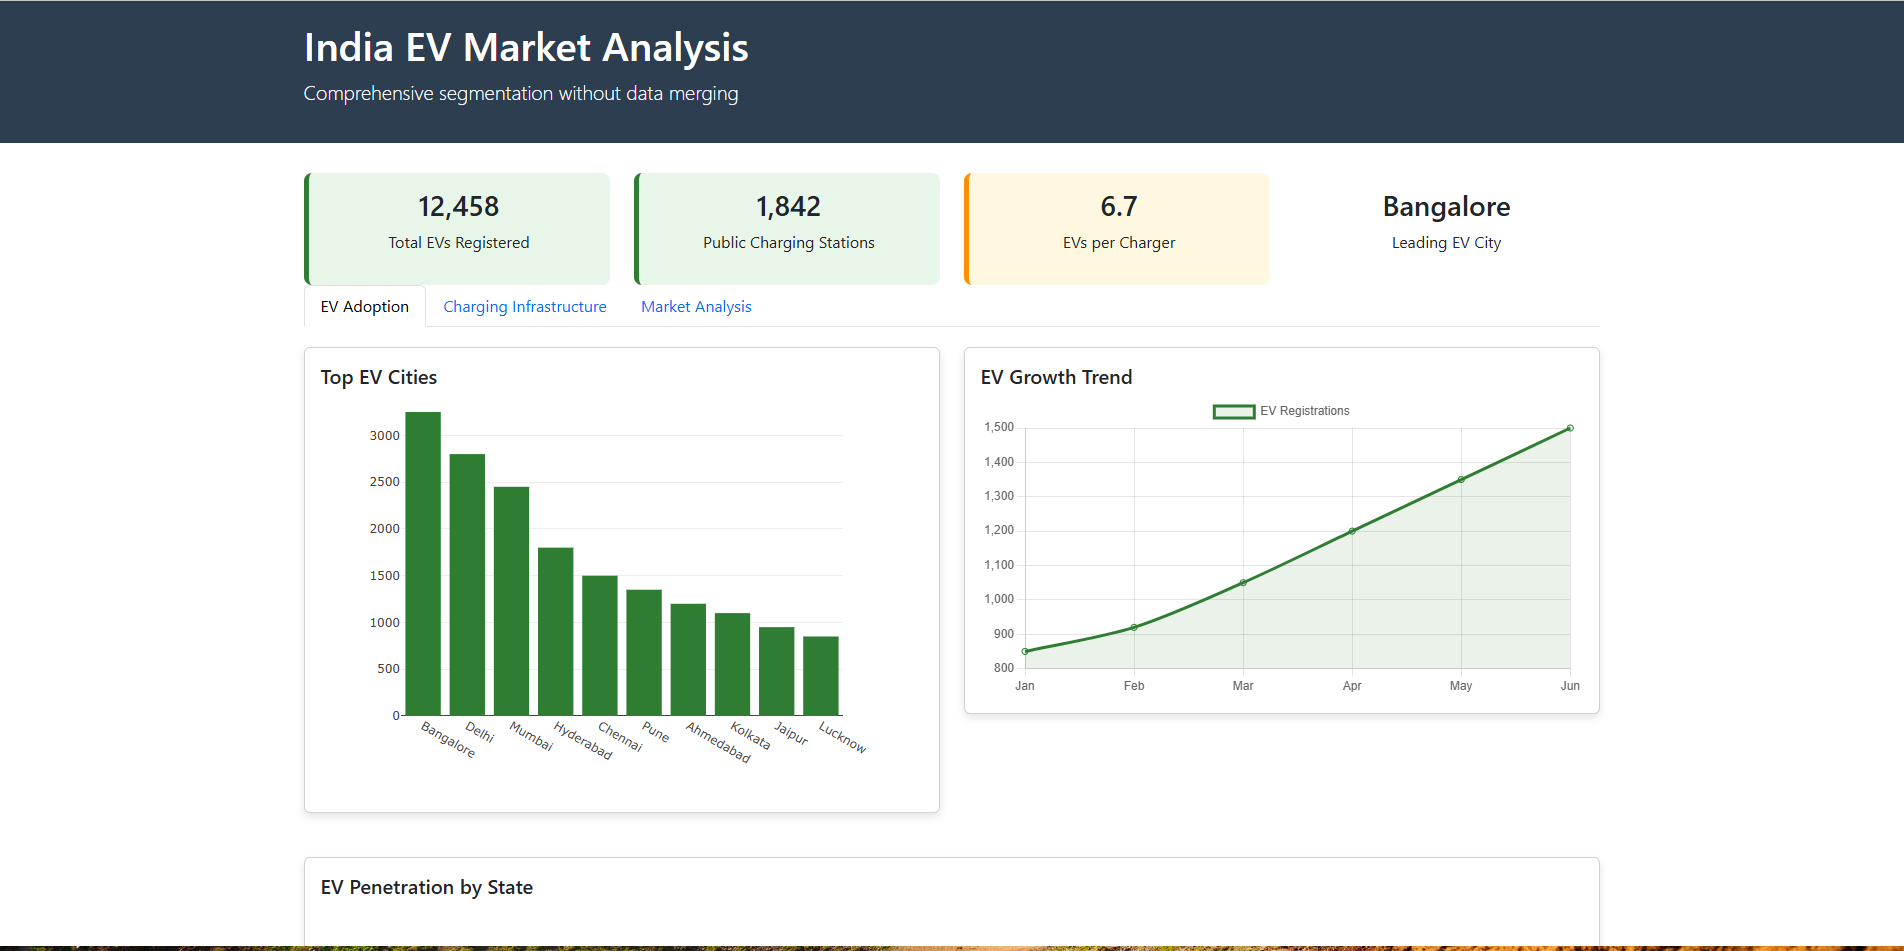 India EV Market Analysis
Comprehensive segmentation without data merging
12,458
Total EVs Registered
1,842
Public Charging Stations
6.7
EVs per Charger
Bangalore
Leading EV City
EV Adoption
Charging Infrastructure
Market Analysis
Top EV Cities
3000
2500
2000
1500
1000
500
0
Bangalore
Delhi
Mumbai
Hyderabad
Chennai
Pune
Ahmedabad
Kolkata
Jaipur
Lucknow
EV Growth Trend
EV Registrations
1,500
1,400
1,300
1,200
1,100
1,000
900
800
Jan
Feb
Mar
Apr
May
Jun
EV Penetration by State